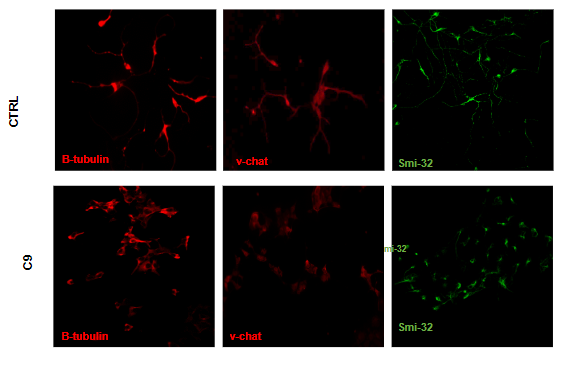 CTRL
B-tubulin
v-chat
Smi-32
C9
mi-32"
B-tubulin
v-chat
Smi-32